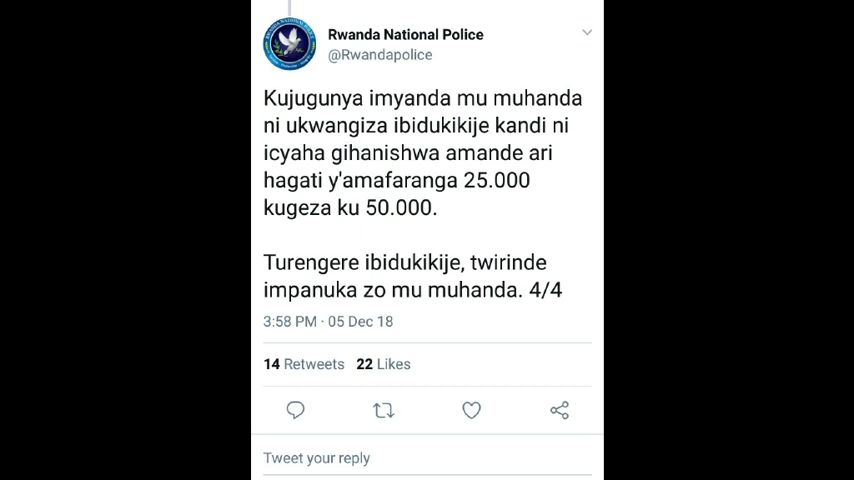 Rwanda National Police
@Rwandapolice
Kujugunya imyanda mu muhanda
ni ukwangiza ibidukikije kandi ni
icyaha gihanishwa amande ari
hagati y'amafaranga 25.000
kugeza ku 50.000.
Turengere ibidukikije, twirinde
impanuka zo mu muhanda. 4/4
3:58 PM · 05 Dec 18
14 Retweets 22 Likes
Tweet your reply